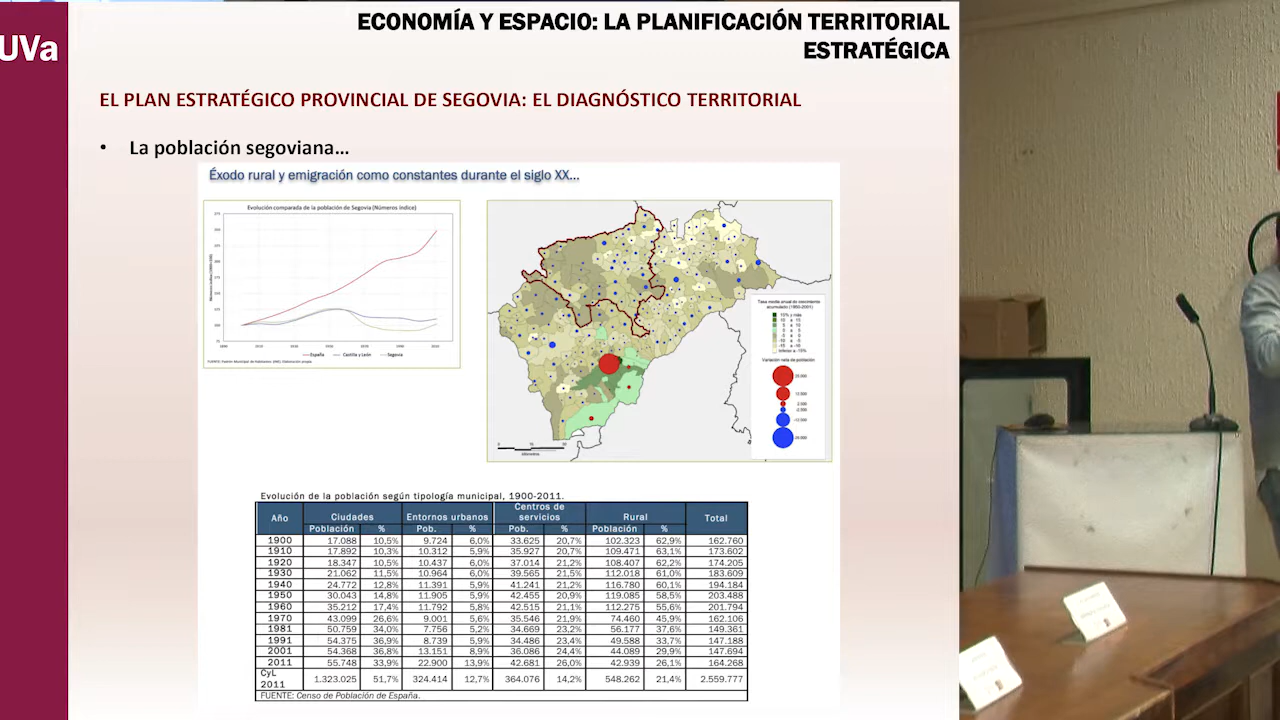 UVa
ECONOMÍA Y ESPACIO: LA PLANIFICACIÓN TERRITORIAL
ESTRATÉGICA
EL PLAN ESTRATÉGICO PROVINCIAL DE SEGOVIA: EL DIAGNÓSTICO TERRITORIAL
• La población segoviana...
Éxodo rural y emigración como constantes durante el siglo XX...
Evolución comparada de la población de Segovia (Números índice)
España Castilla y León Segovia
Tasa media anual de crecimiento
acumulado (1900-2001)
Variación neta de población
Evolución de la población según tipología municipal, 1900-2011.
Año Ciudades Entornos urbanos Centros de servicios Rural Total
Población % Pob. % Pob. % Población %
1900 17.088 10,5% 9.724 6,0% 33.625 20,7% 102.323 62,9% 162.760
1910 17.892 10,3% 10.312 5,9% 35.927 20,7% 109.471 63,1% 173.602
1920 18.347 10,5% 10.437 6,0% 37.014 21,2% 108.407 62,2% 174.205
1930 21.062 11,5% 10.964 6,0% 39.565 21,5% 112.018 61,0% 183.609
1940 24.772 12,8% 11.391 5,9% 41.241 21,2% 116.780 60,1% 194.184
1950 30.043 14,8% 11.905 5,9% 42.455 20,9% 119.085 58,5% 203.488
1960 35.212 17,4% 11.792 5,8% 42.515 21,1% 112.275 55,6% 201.794
1970 43.099 26,6% 9.001 5,6% 35.546 21,9% 74.460 45,9% 162.106
1981 50.759 34,0% 7.756 5,2% 34.669 23,2% 56.177 37,6% 149.361
1991 54.375 36,9% 8.739 5,9% 34.486 23,4% 49.588 33,7% 147.188
2001 54.368 36,8% 13.151 8,9% 36.086 24,4% 44.089 29,9% 147.694
2011 55.748 33,9% 22.900 13,9% 42.681 26,0% 42.939 26,1% 164.268
CyL 2011 1.323.025 51,7% 324.414 12,7% 364.076 14,2% 548.262 21,4% 2.559.777
FUENTE: Censo de Población de España.